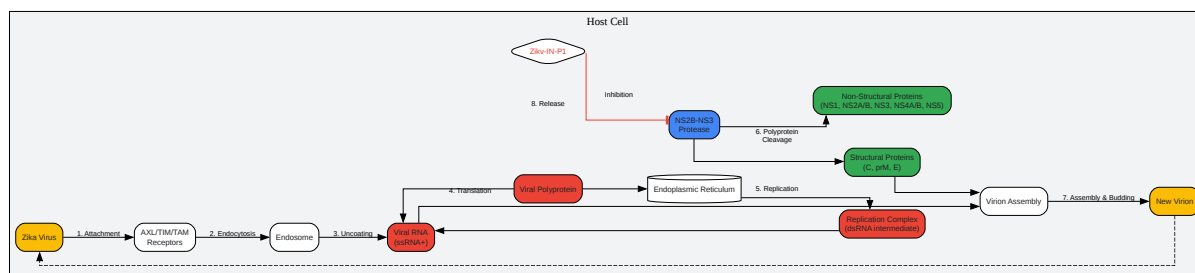 Host Cell
Zikv-IN-P1
Inhibition
8. Release
Non-Structural Proteins
(NS1, NS2A/B, NS3, NS4A/B, NS5)
NS2B-NS3
Protease
6. Polyprotein
Cleavage
Structural Proteins
(C, prM, E)
4. Translation
Viral Polyprotein
Endoplasmic Reticulum
5. Replication
Virion Assembly
7. Assembly & Budding
New Virion
Replication Complex
(dsRNA intermediate)
Zika Virus
1. Attachment
AXL/TIM/TAM
Receptors
2. Endocytosis
Endosome
3. Uncoating
Viral RNA
(ssRNA+)